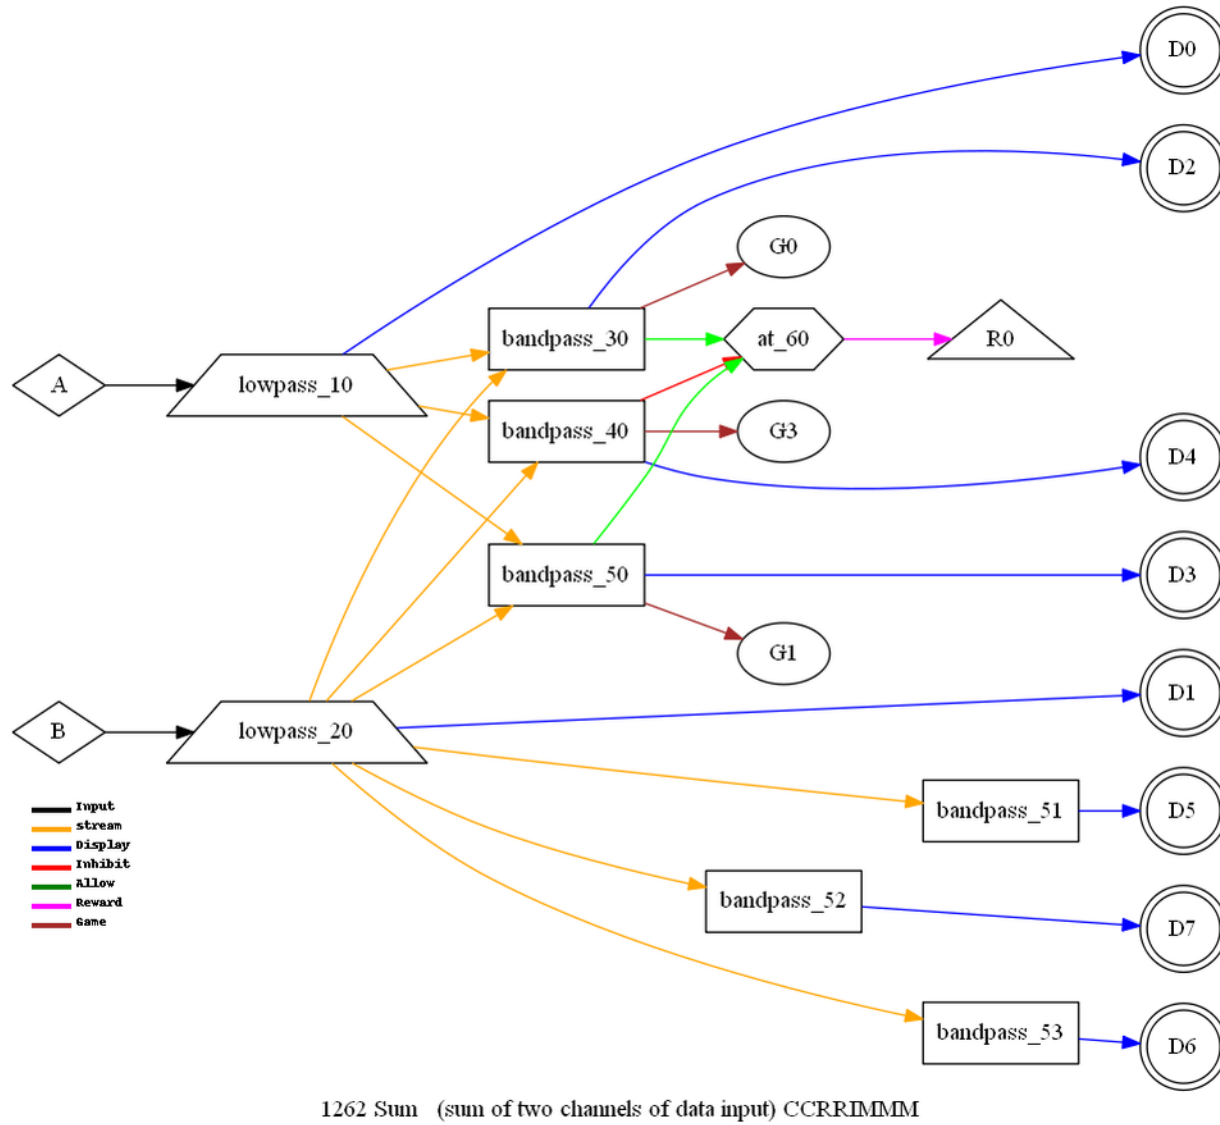 D0
D2
G0
bandpass_30
at_60
R0
A
lowpass_10
bandpass_40
G3
D4
bandpass_50
D3
G1
D1
B
lowpass_20
Input
stream
Display
Inhibit
Allow
Reward
Game
bandpass_51
D5
bandpass_52
D7
bandpass_53
D6
1262 Sum (sum of two channels of data input) CCRRIMMM